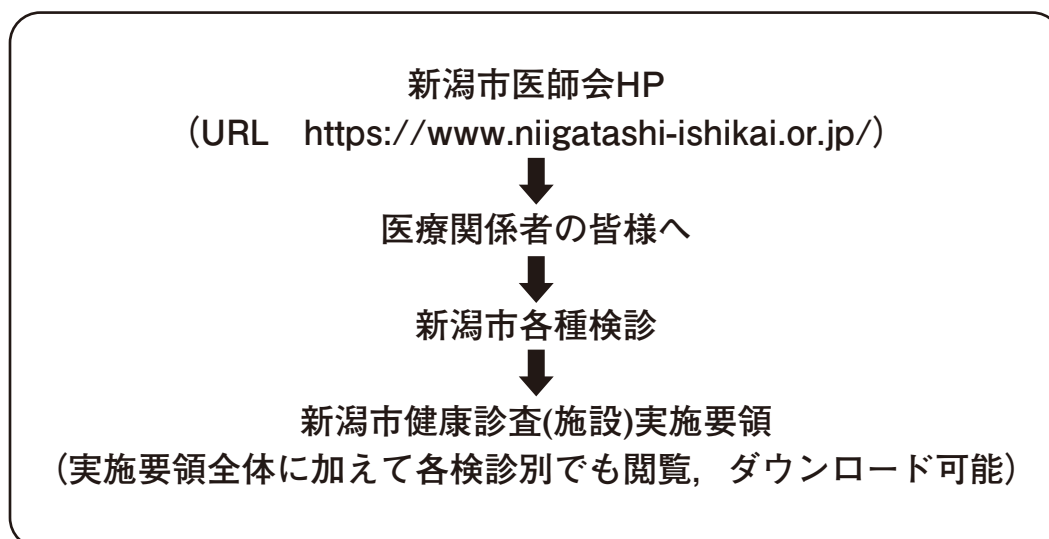 新潟市医師会HP
（URL　https://www.niigatashi-ishikai.or.jp/）
医療関係者の皆様へ
新潟市各種検診
新潟市健康診査(施設)実施要領
（実施要領全体に加えて各検診別でも閲覧，ダウンロード可能）